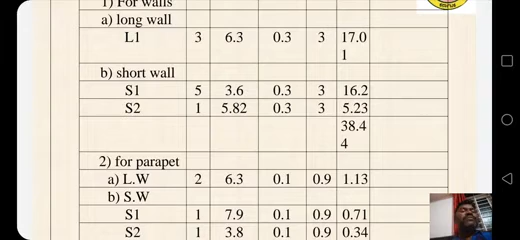 1) For walls
a) long wall
L1 3 6.3 0.3 3 17.0
1
b) short wall
S1 5 3.6 0.3 3 16.2
S2 1 5.82 0.3 3 5.23
38.4
4
2) for parapet
a) L.W 2 6.3 0.1 0.9 1.13
b) S.W
S1 1 7.9 0.1 0.9 0.71
S2 1 3.8 0.1 0.9 0.34